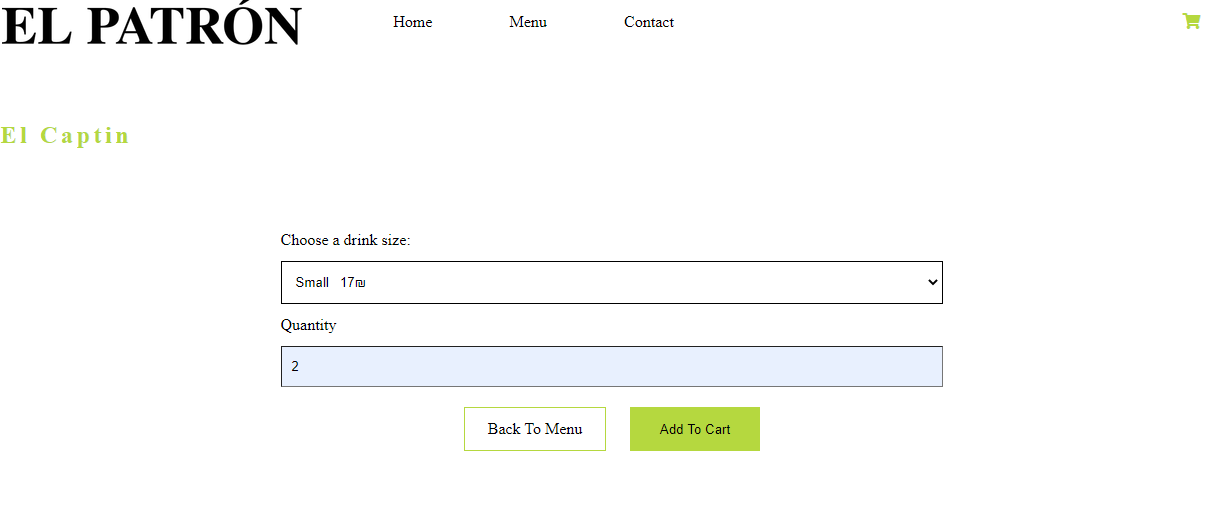 EL PATRÓN Home Menu Contact
El Captin
Choose a drink size:
Small 17₪
Quantity
2
Back To Menu Add To Cart